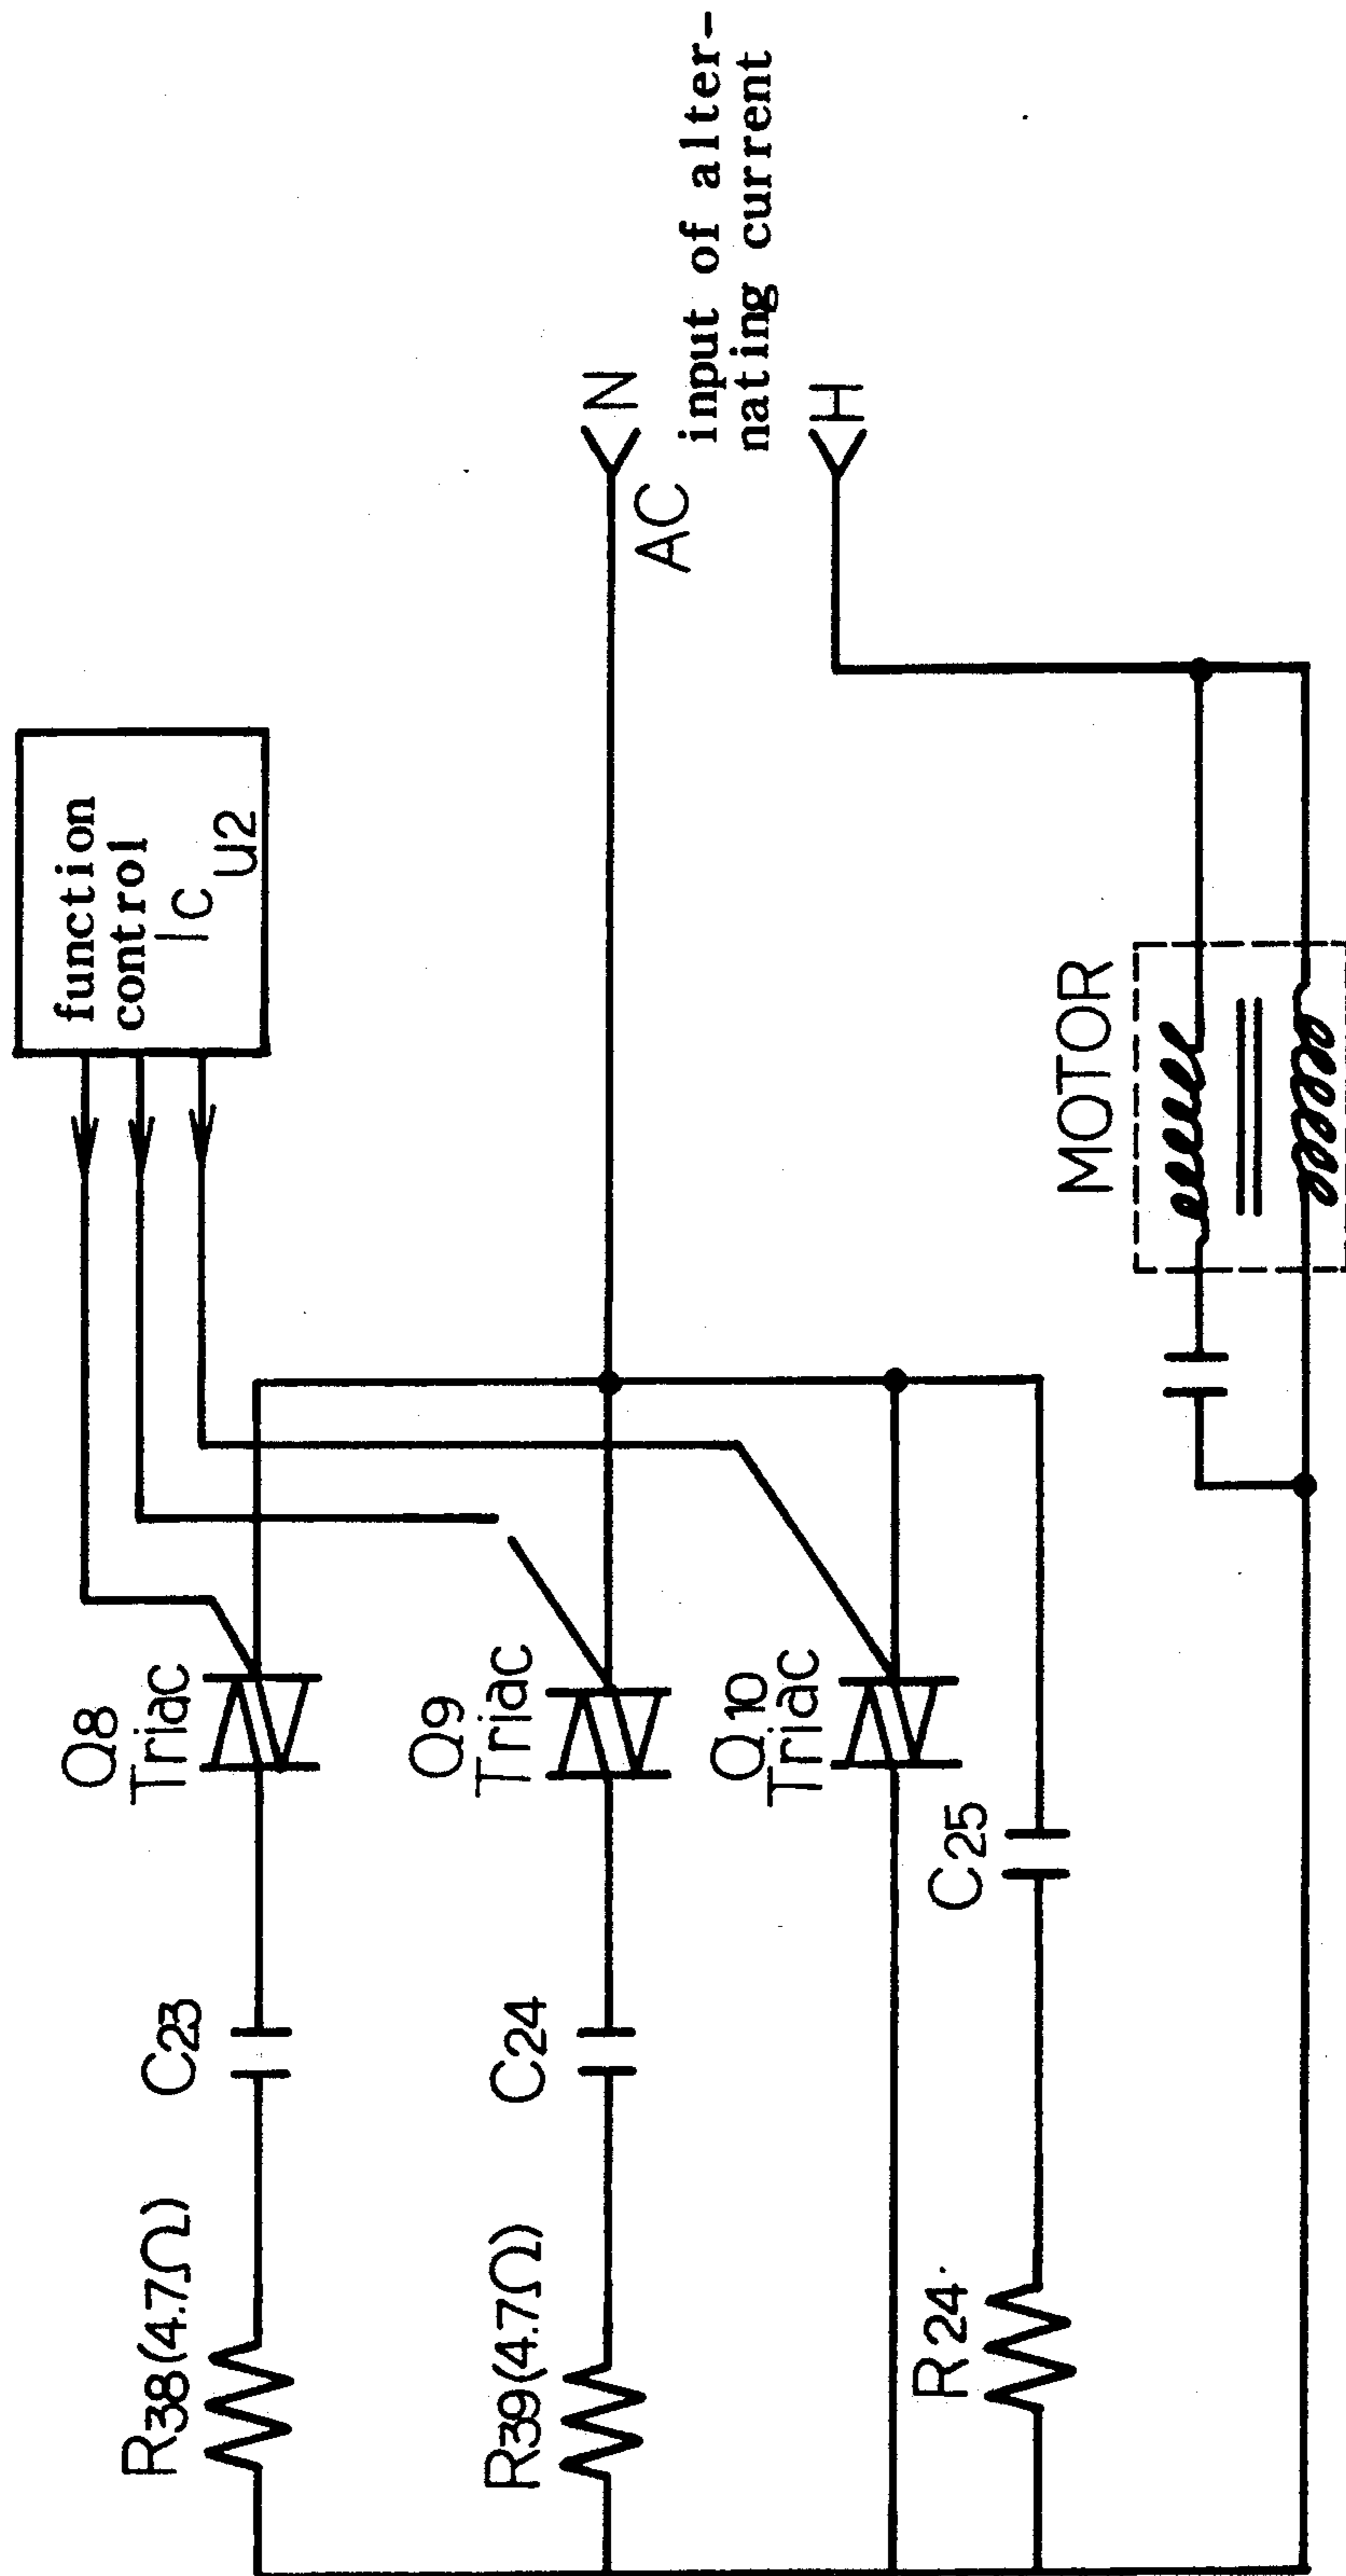 function
control
IC
U2
Q8
Triac
Q9
Triac
Q10
Triac
C23
C24
C25
R38(4.7Ω)
R39(4.7Ω)
R24
N
AC
input of alter-
nating current
H
MOTOR